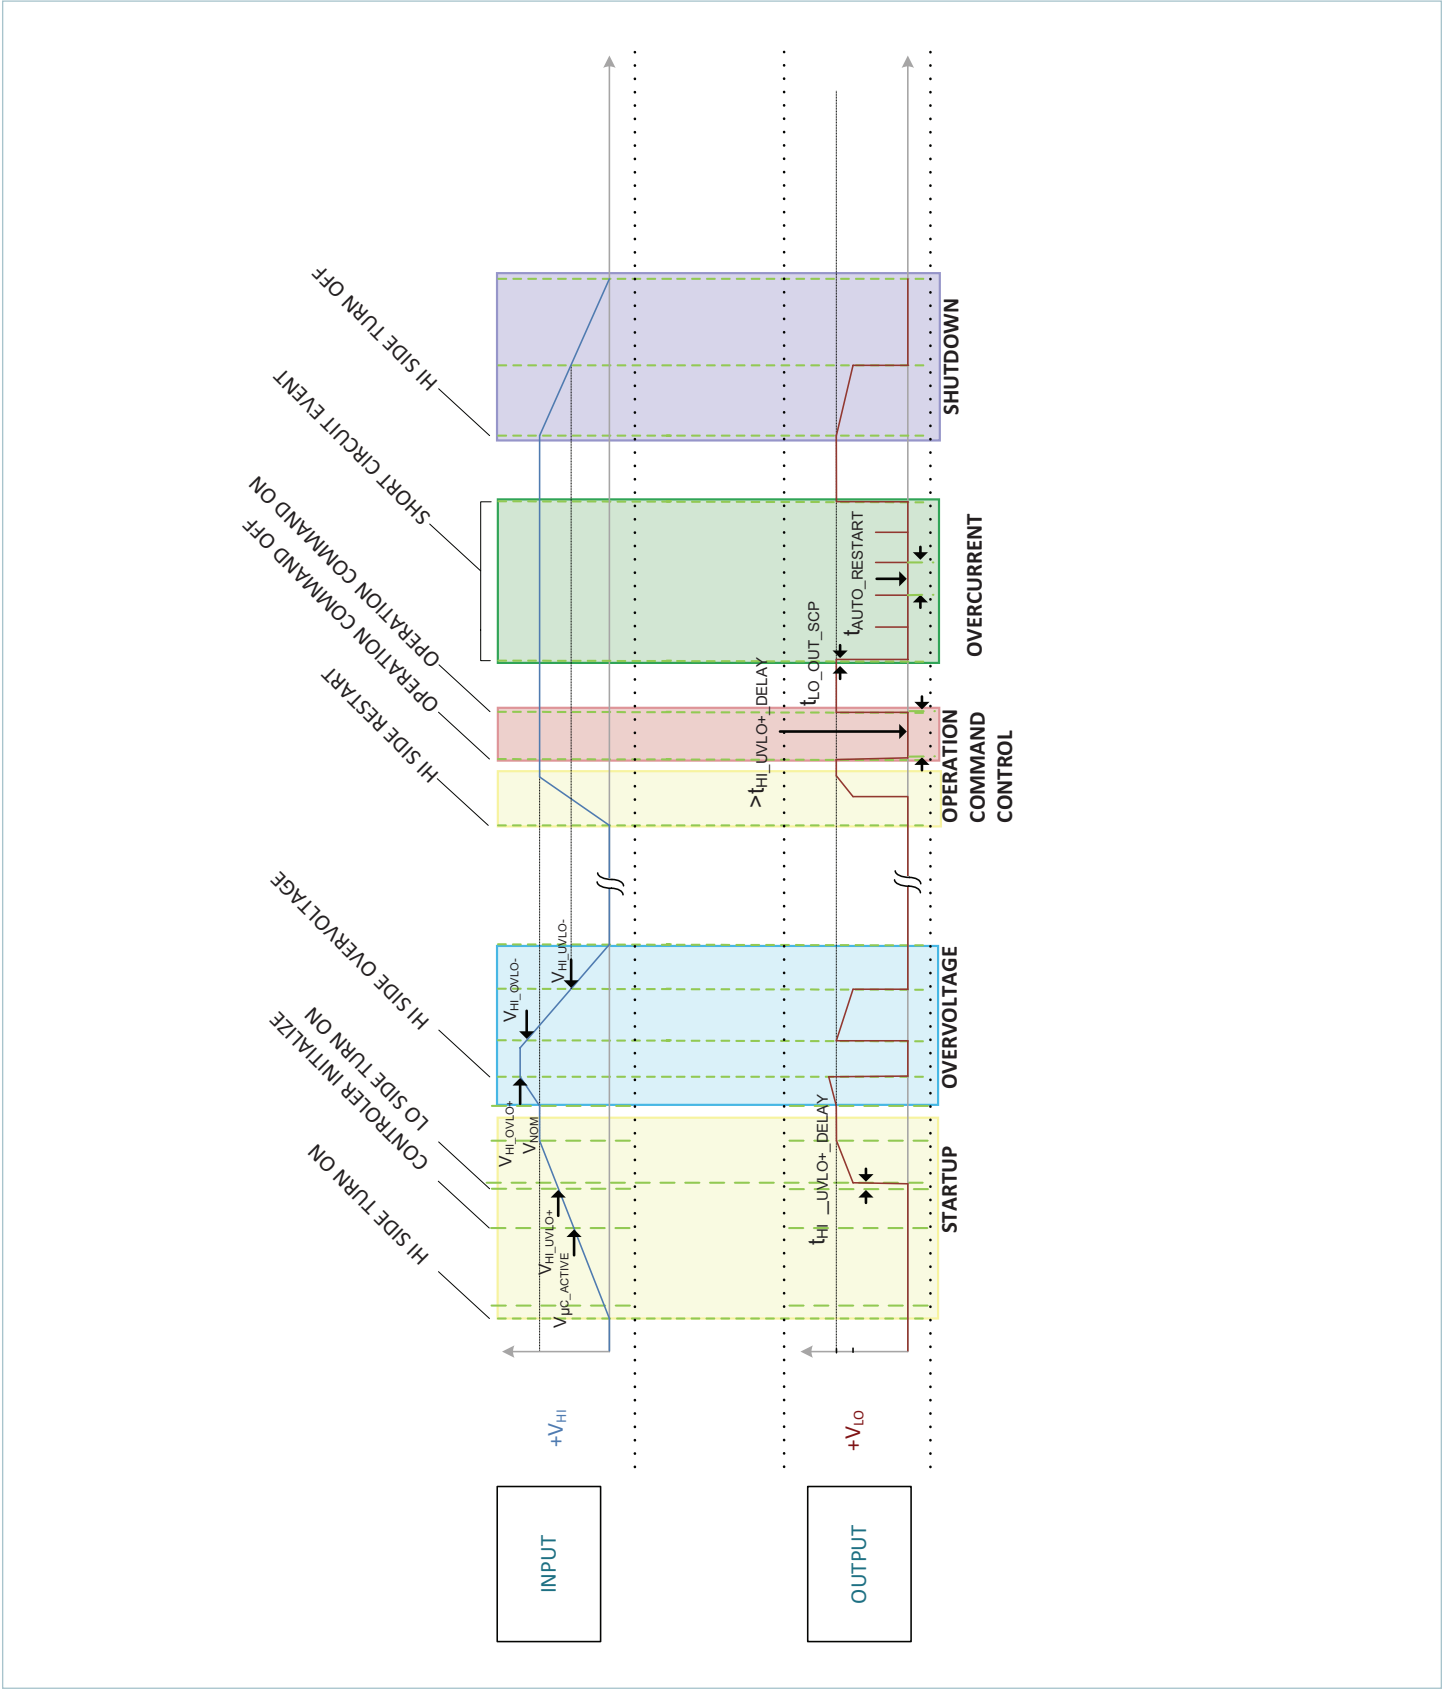 HI SIDE TURN ON
CONTROLLER INITIALIZE
LO SIDE TURN ON
HI SIDE OVERVOLTAGE
HI SIDE RESTART
OPERATION COMMAND OFF
OPERATION COMMAND ON
SHORT CIRCUIT EVENT
HI SIDE TURN OFF
INPUT
+VHI
VµC_ACTIVE
VHI_UVLO+
VNOM
VHI_OVLO+
VHI_OVLO-
VHI_UVLO-
OUTPUT
+VLO
tHI_UVLO+_DELAY
>tHI_UVLO+_DELAY
tLO_OUT_SCP
tAUTO_RESTART
STARTUP
OVERVOLTAGE
OPERATION
COMMAND
CONTROL
OVERCURRENT
SHUTDOWN